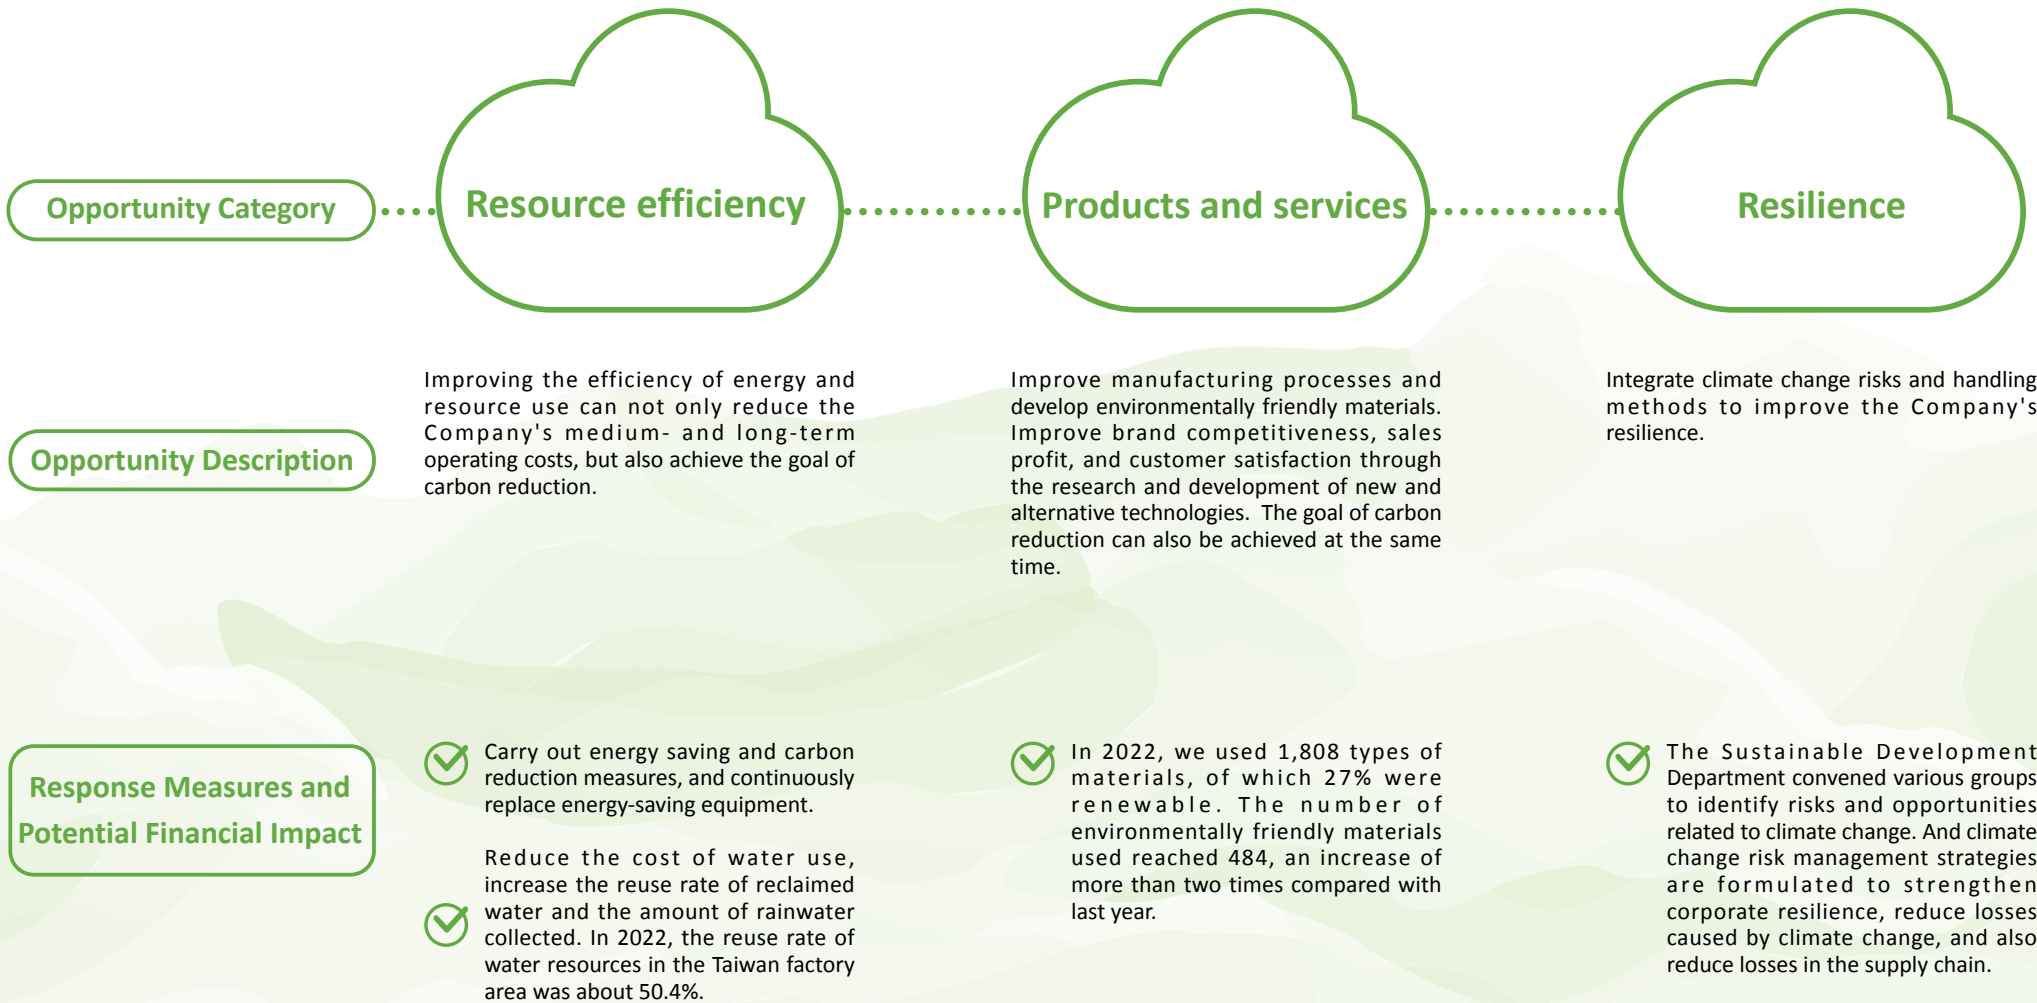 Opportunity Category
Resource efficiency
Products and services
Resilience
Opportunity Description
Improving the efficiency of energy and
resource use can not only reduce the
Company's medium- and long-term
operating costs, but also achieve the goal of
carbon reduction.
Improve manufacturing processes and
develop environmentally friendly materials.
Improve brand competitiveness, sales
profit, and customer satisfaction through
the research and development of new and
alternative technologies. The goal of carbon
reduction can also be achieved at the same
time.
Integrate climate change risks and handling
methods to improve the Company's
resilience.
Response Measures and
Potential Financial Impact
Carry out energy saving and carbon
reduction measures, and continuously
replace energy-saving equipment.
Reduce the cost of water use,
increase the reuse rate of reclaimed
water and the amount of rainwater
collected. In 2022, the reuse rate of
water resources in the Taiwan factory
area was about 50.4%.
In 2022, we used 1,808 types of
materials, of which 27% were
renewable. The number of
environmentally friendly materials
used reached 484, an increase of
more than two times compared with
last year.
The Sustainable Development
Department convened various groups
to identify risks and opportunities
related to climate change. And climate
change risk management strategies
are formulated to strengthen
corporate resilience, reduce losses
caused by climate change, and also
reduce losses in the supply chain.